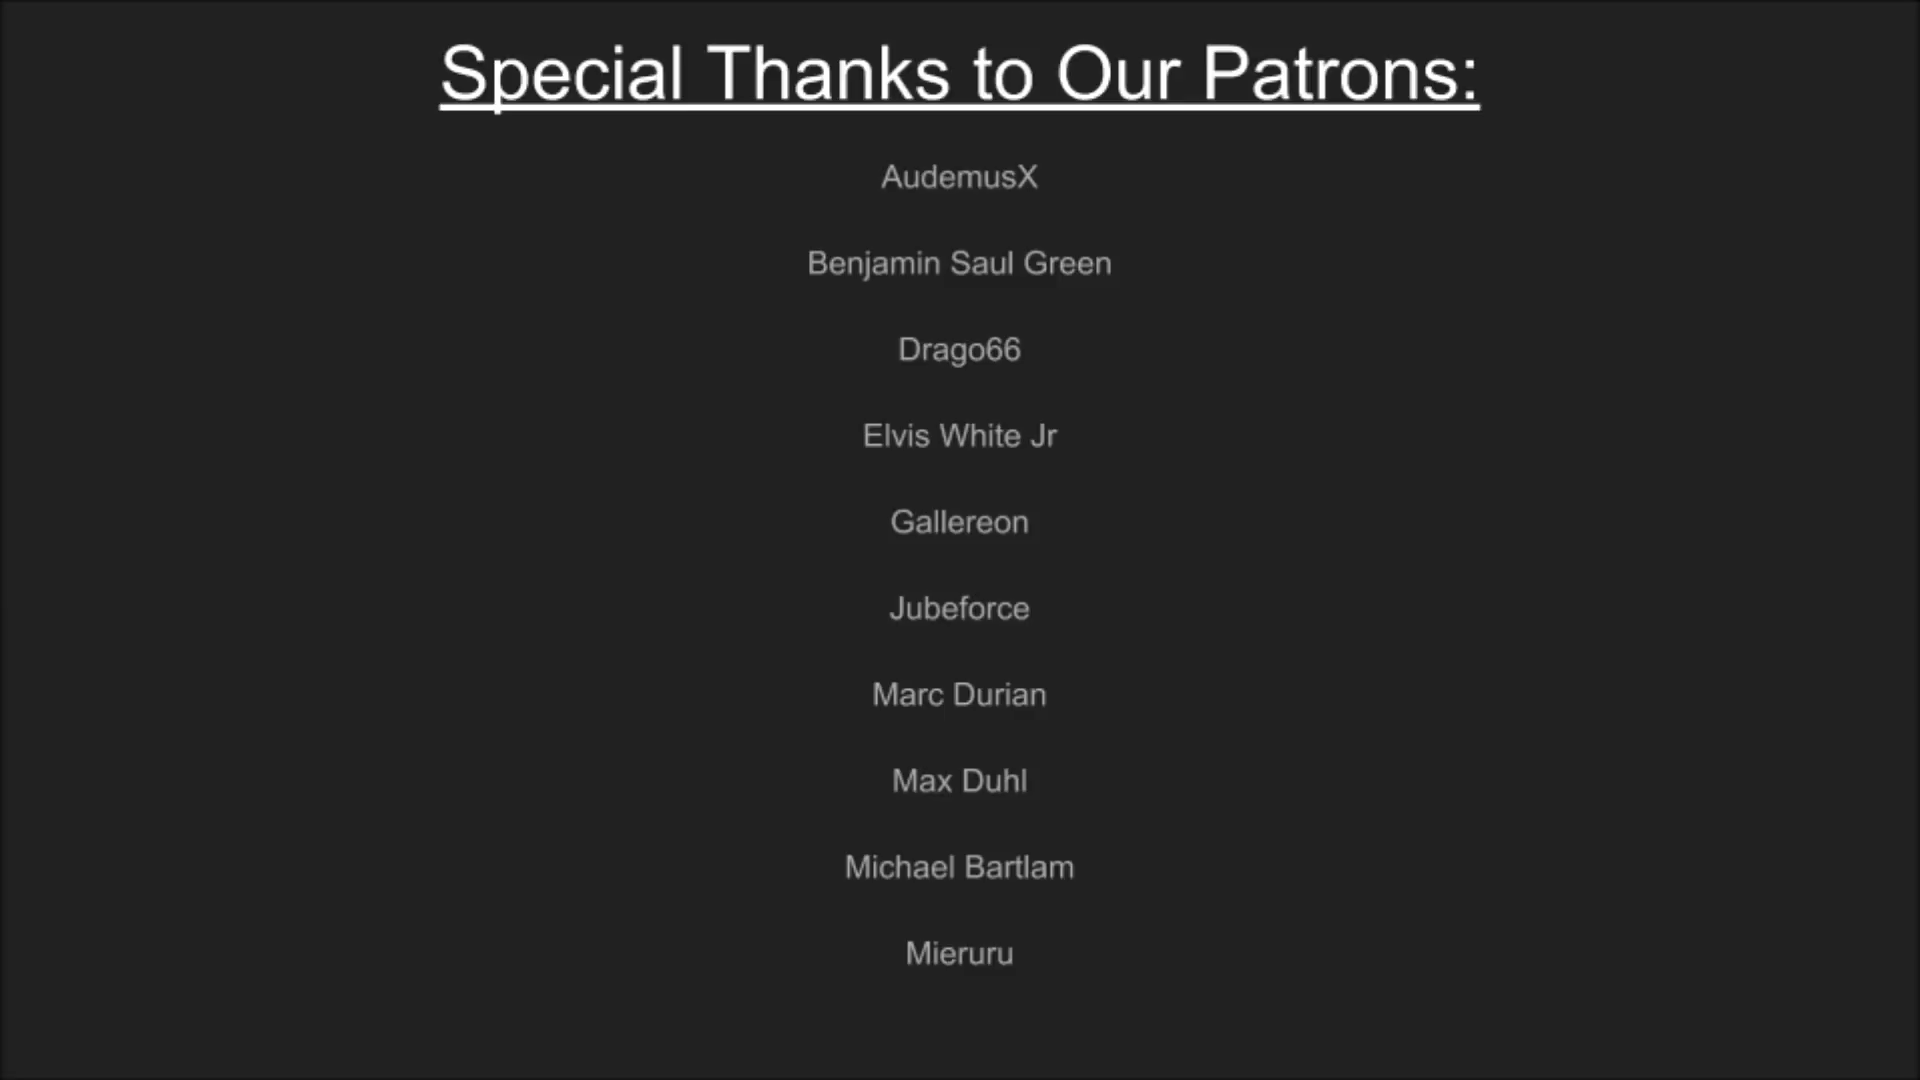 Special Thanks to Our Patrons:
AudemusX
Benjamin Saul Green
Drago66
Elvis White Jr
Gallereon
Jubeforce
Marc Durian
Max Duhl
Michael Bartlam
Mieruru